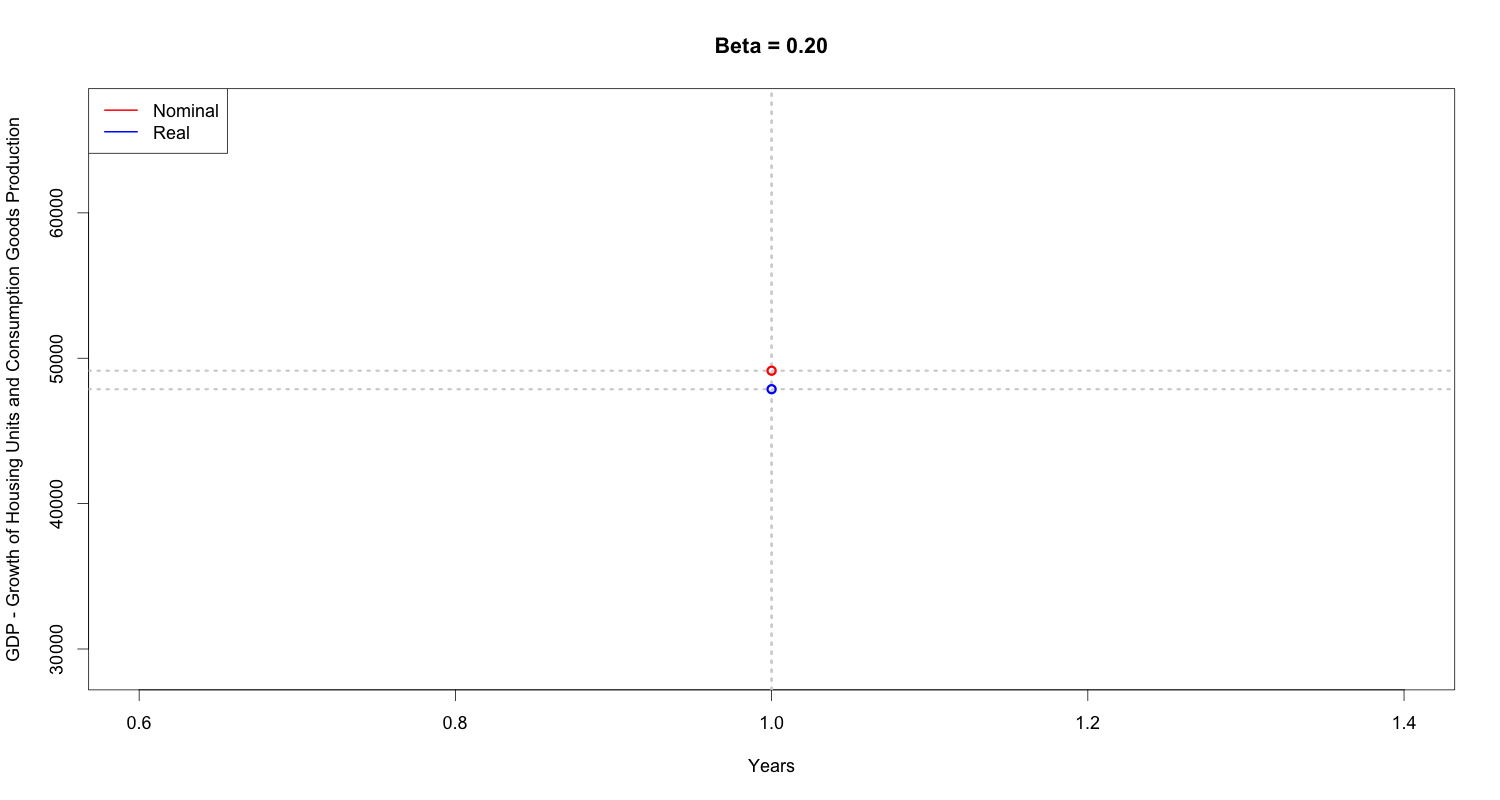 Beta = 0.20
Nominal
Real
GDP - Growth of Housing Units and Consumption Goods Production
60000
50000
40000
30000
0.6
0.8
1.0
1.2
1.4
Years